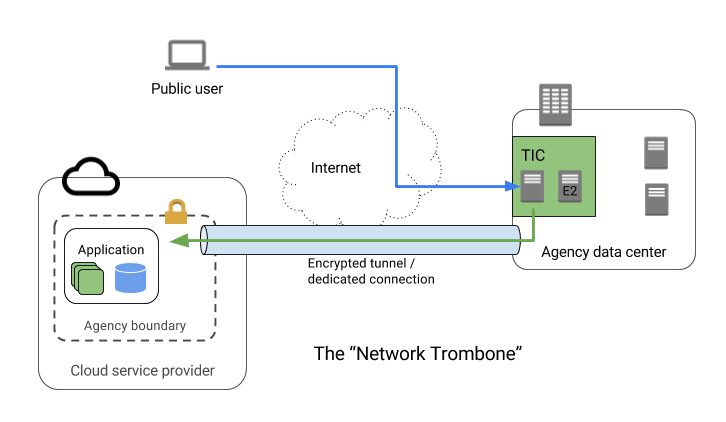 Public user
Internet
TIC
E2
Agency data center
Application
Encrypted tunnel /
dedicated connection
Agency boundary
Cloud service provider
The “Network Trombone”